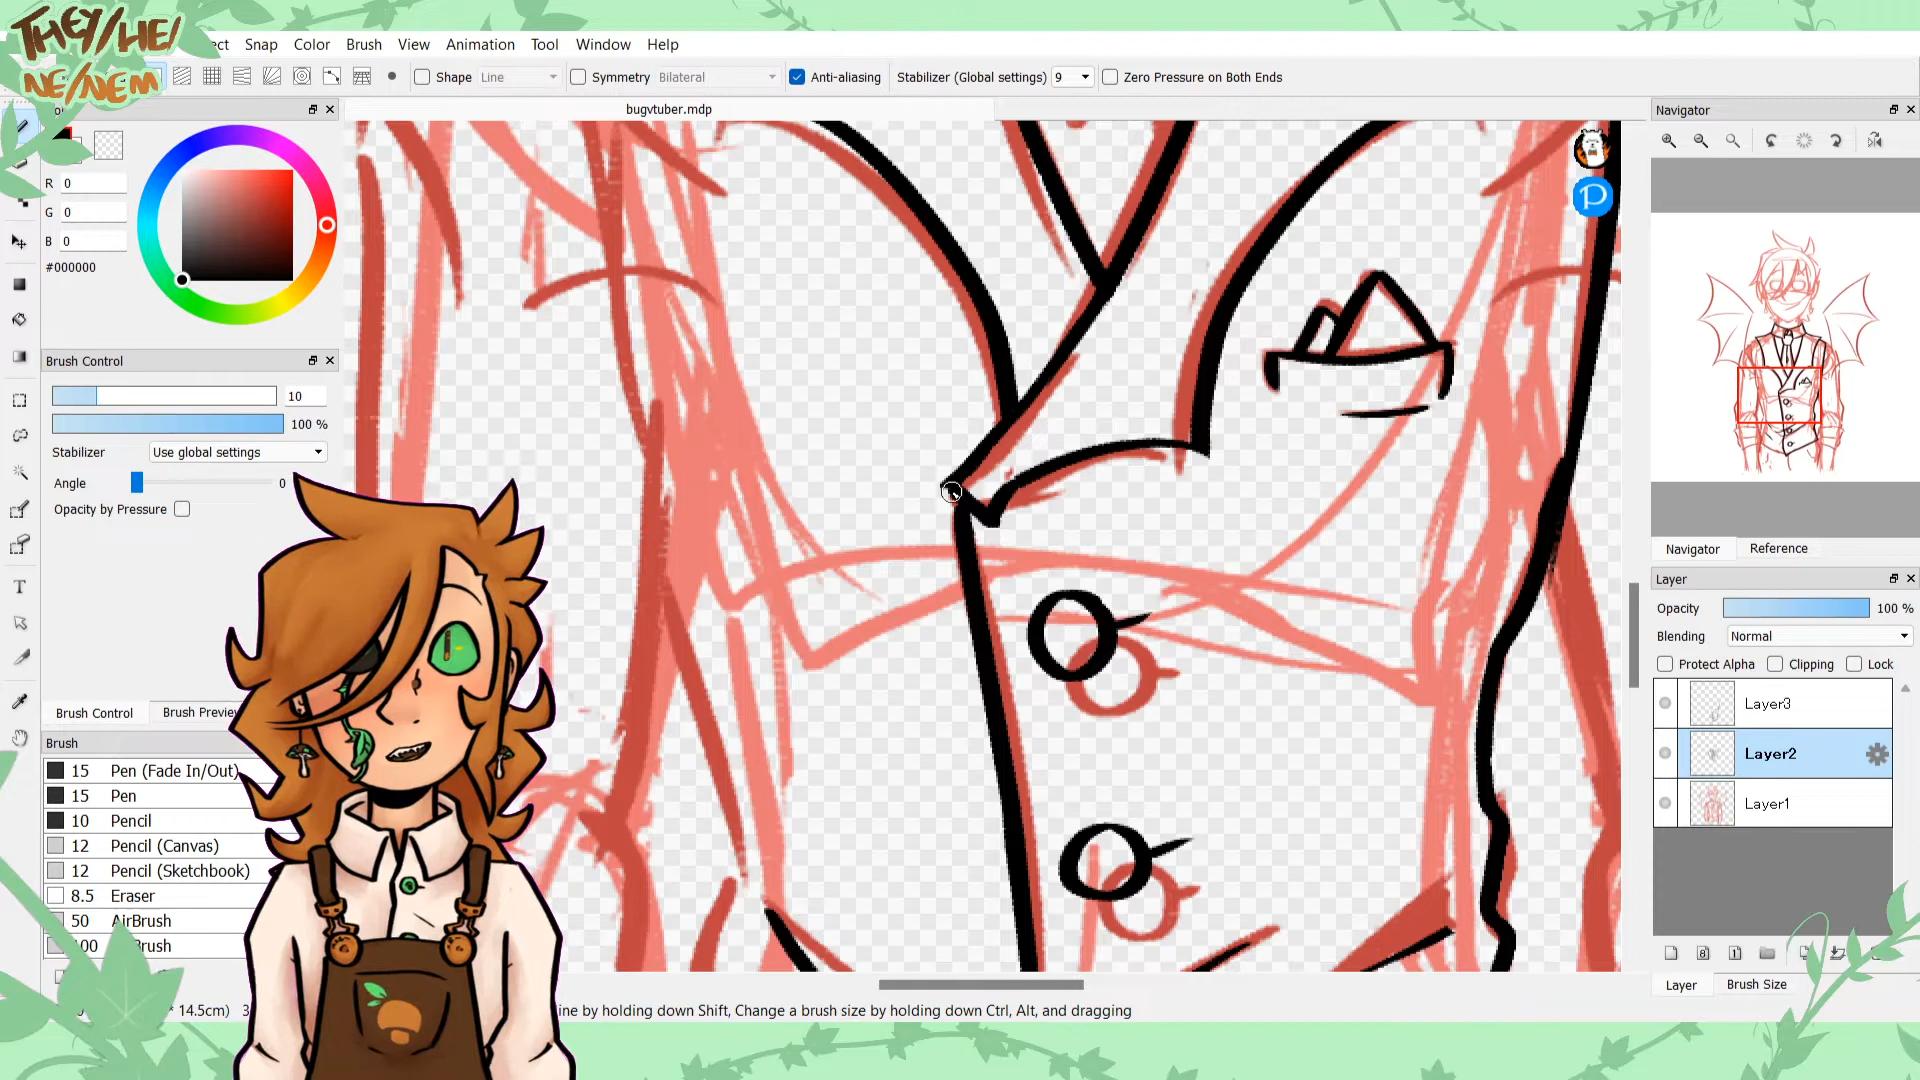 THEY/HE/
NE/NEM
ect Snap Color Brush View Animation Tool Window Help
Shape Line Symmetry Bilateral Anti-aliasing Stabilizer (Global settings) 9 Zero Pressure on Both Ends
bugvtuber.mdp
Navigator
R 0
G 0
B 0
#000000
Brush Control
10
100 %
Stabilizer Use global settings
Angle 0
Opacity by Pressure
Navigator Reference
Layer
Opacity 100 %
Blending Normal
Protect Alpha Clipping Lock
Layer3
Layer2
Layer1
Brush Control Brush Preview
Brush
15 Pen (Fade In/Out)
15 Pen
10 Pencil
12 Pencil (Canvas)
12 Pencil (Sketchbook)
8.5 Eraser
50 AirBrush
100
Layer Brush Size
* 14.5cm) ine by holding down Shift, Change a brush size by holding down Ctrl, Alt, and dragging